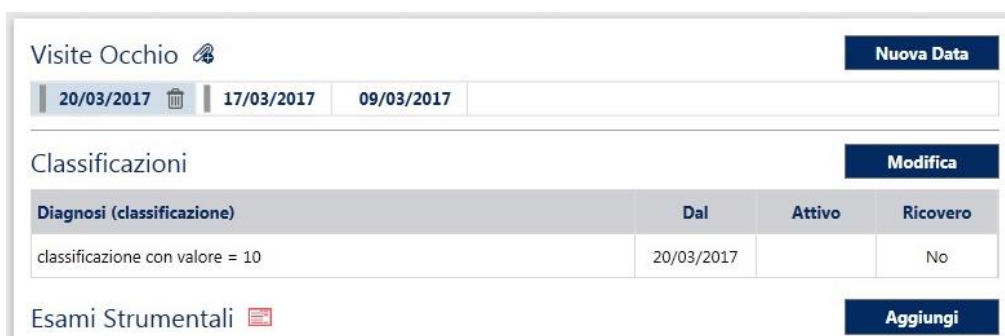 Visite Occhio Nuova Data
20/03/2017 17/03/2017 09/03/2017
Classificazioni Modifica
Diagnosi (classificazione) Dal Attivo Ricovero
classificazione con valore = 10 20/03/2017 No
Esami Strumentali Aggiungi